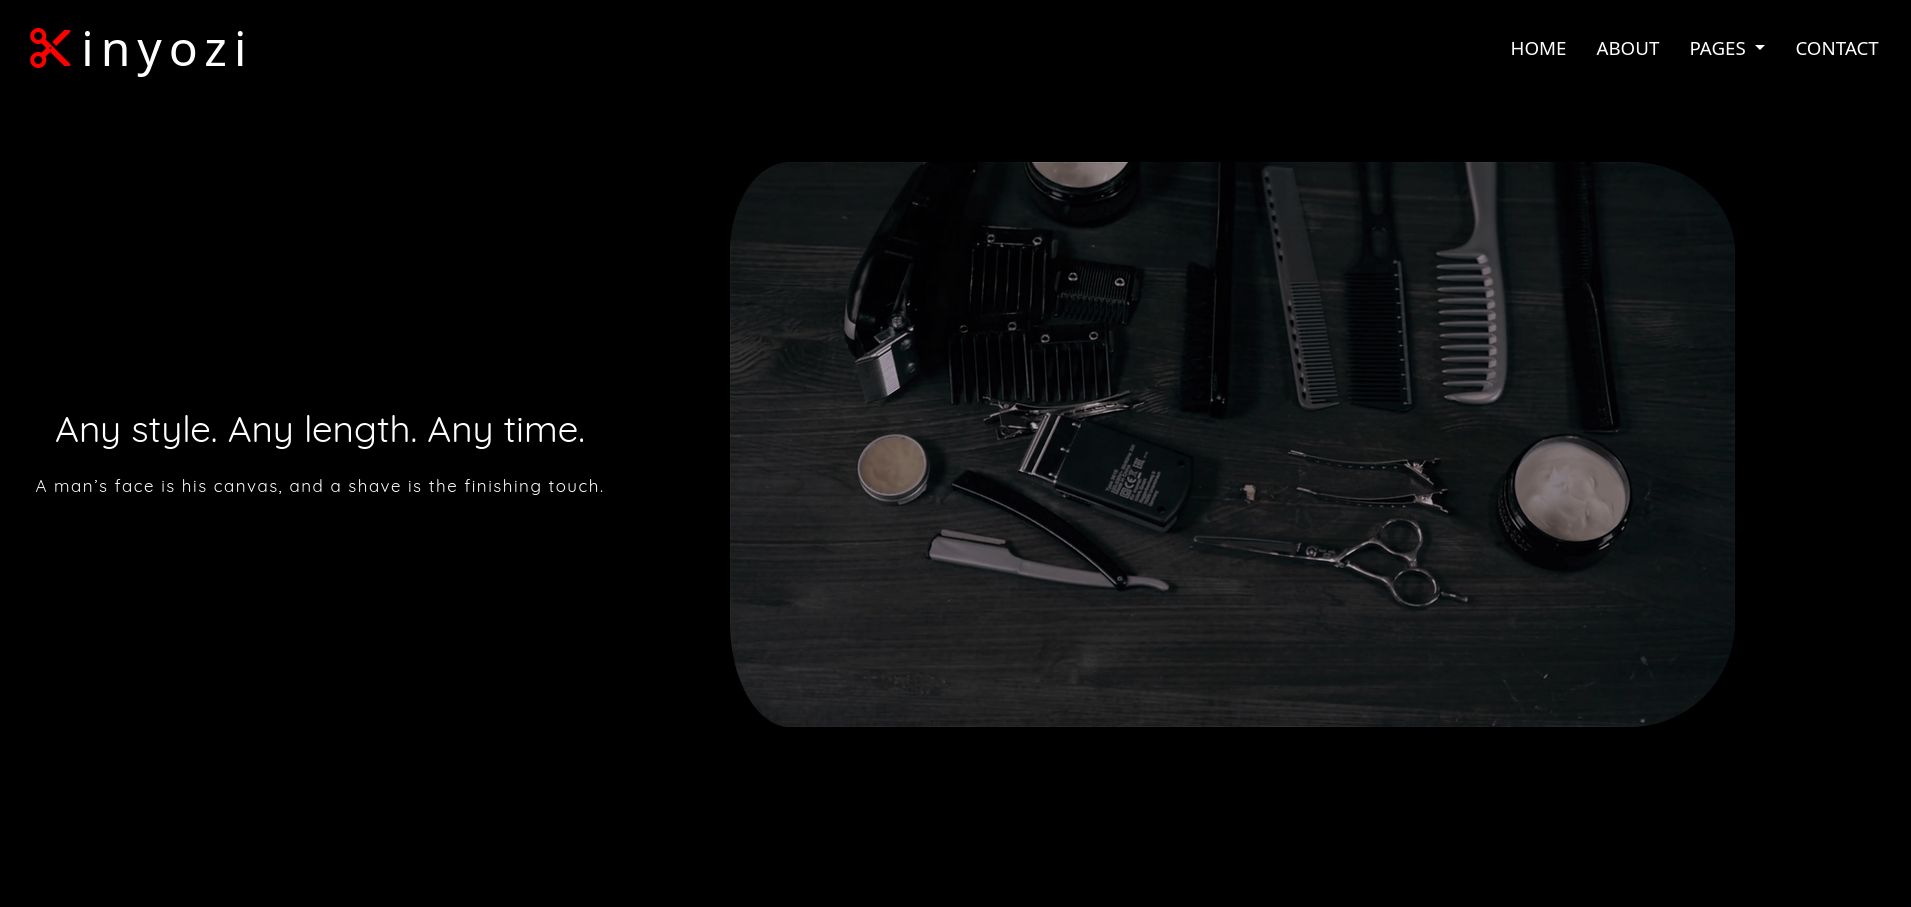 inyozi
HOME ABOUT PAGES CONTACT
Any style. Any length. Any time.
A man’s face is his canvas, and a shave is the finishing touch.